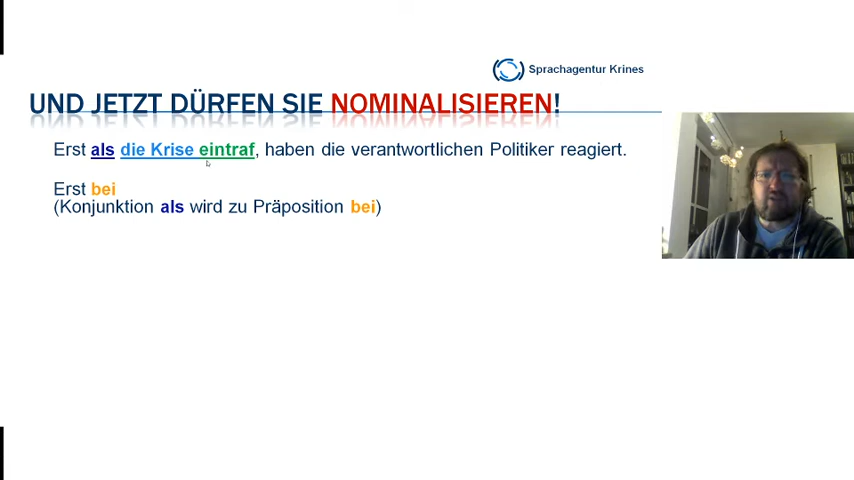 Sprachagentur Krines
UND JETZT DÜRFEN SIE NOMINALISIEREN!
Erst als die Krise eintraf, haben die verantwortlichen Politiker reagiert.
Erst bei
(Konjunktion als wird zu Präposition bei)